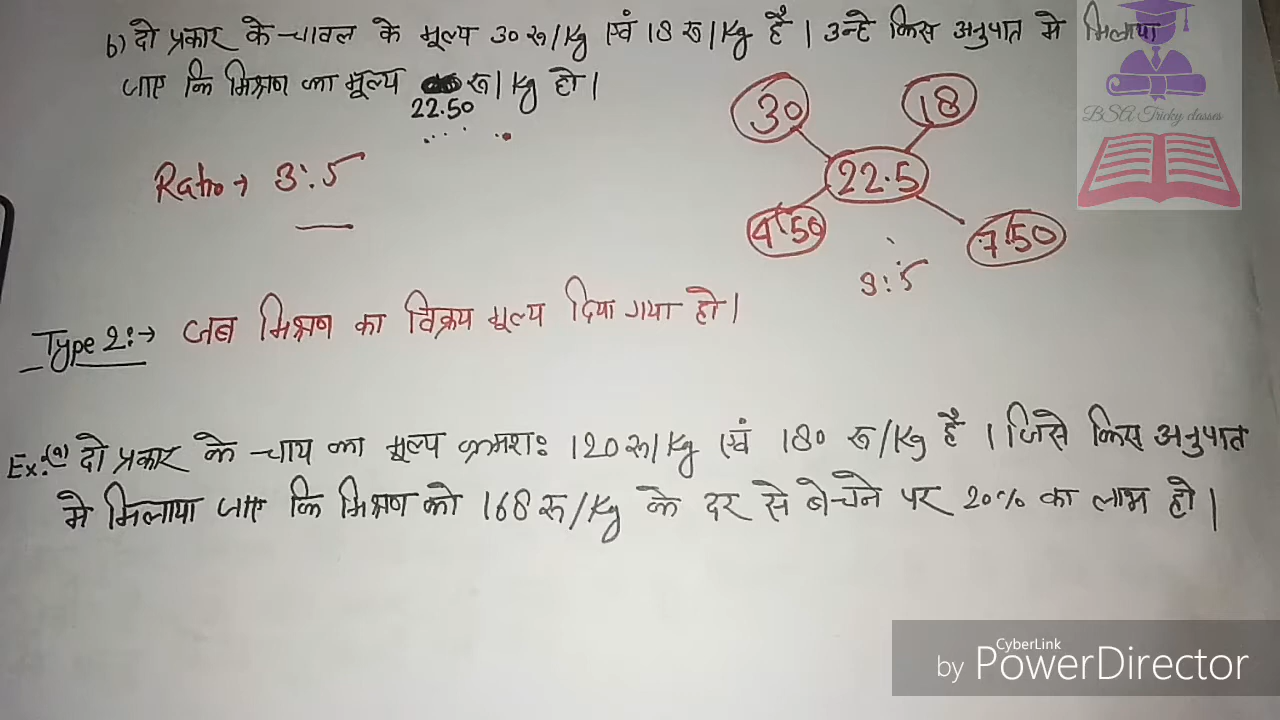 b) दो प्रकार के चावल के मूल्य 30 रू/Kg एवं 18 रू/Kg है। उन्हे किस अनुपात मे मिलाया
जाए कि मिश्रण का मूल्य रू/Kg हो।
22.50
30 18
BSA Tricky classes
22.5
Ratio → 3:5
4.50 7.50
3:5
Type 2:→ जब मिश्रण का विक्रय मूल्य दिया गया हो।
Ex:(a) दो प्रकार के चाय का मूल्य क्रमश: 120 रू/Kg एवं 180 रू/Kg है। जिसे किस अनुपात
मे मिलाया जाए कि मिश्रण को 168 रू/Kg के दर से बेचने पर 20% का लाभ हो।
CyberLink
by PowerDirector